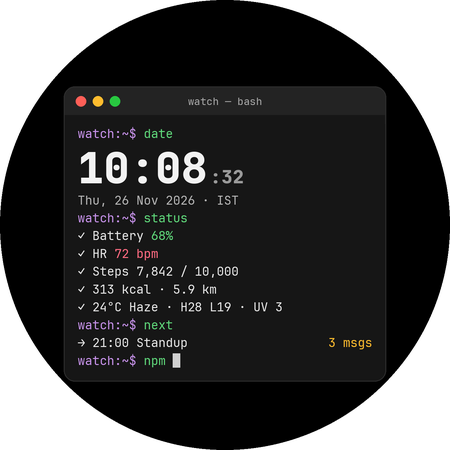 watch — bash
watch:~$ date
10:08:32
Thu, 26 Nov 2026 · IST
watch:~$ status
✓ Battery 68%
✓ HR 72 bpm
✓ Steps 7,842 / 10,000
✓ 313 kcal · 5.9 km
✓ 24°C Haze · H28 L19 · UV 3
watch:~$ next
→ 21:00 Standup 3 msgs
watch:~$ npm